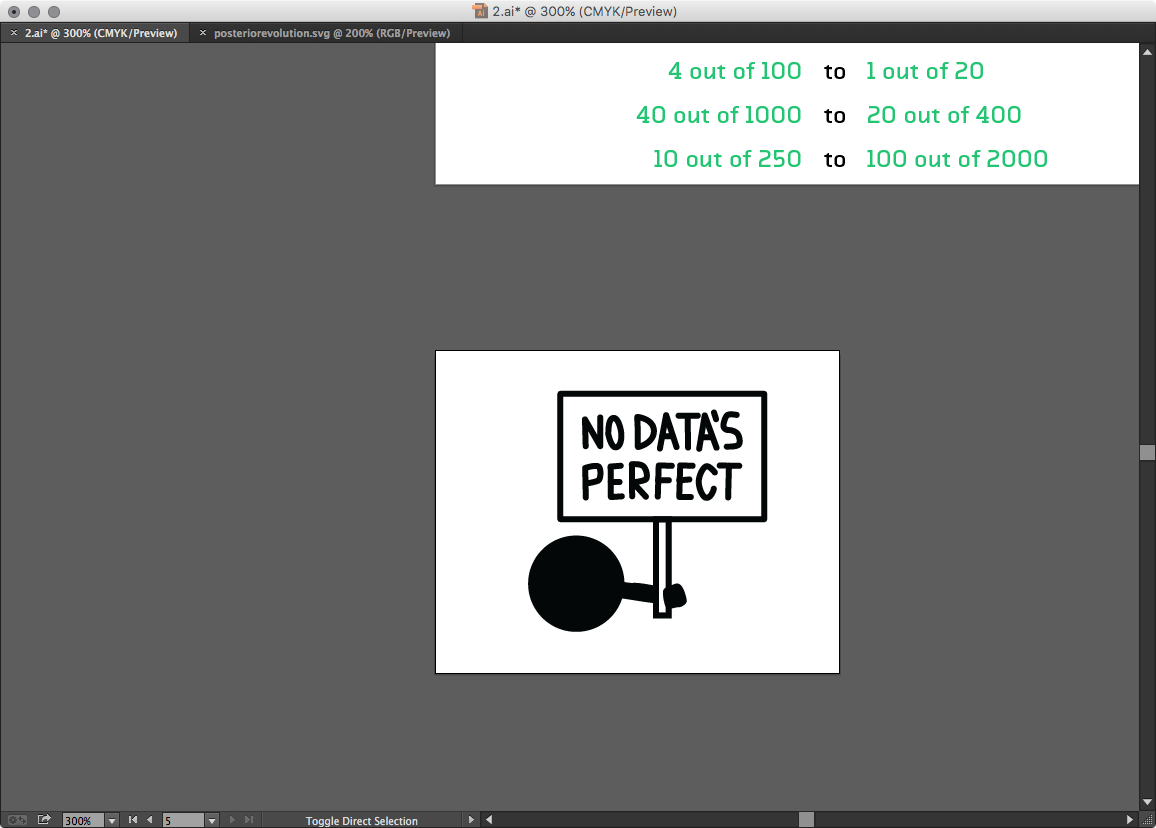 2.ai* @ 300% (CMYK/Preview)
2.ai* @ 300% (CMYK/Preview) posteriorevolution.svg @ 200% (RGB/Preview)
4 out of 100 to 1 out of 20
40 out of 1000 to 20 out of 400
10 out of 250 to 100 out of 2000
NO DATA'S
PERFECT
300% 5 Toggle Direct Selection